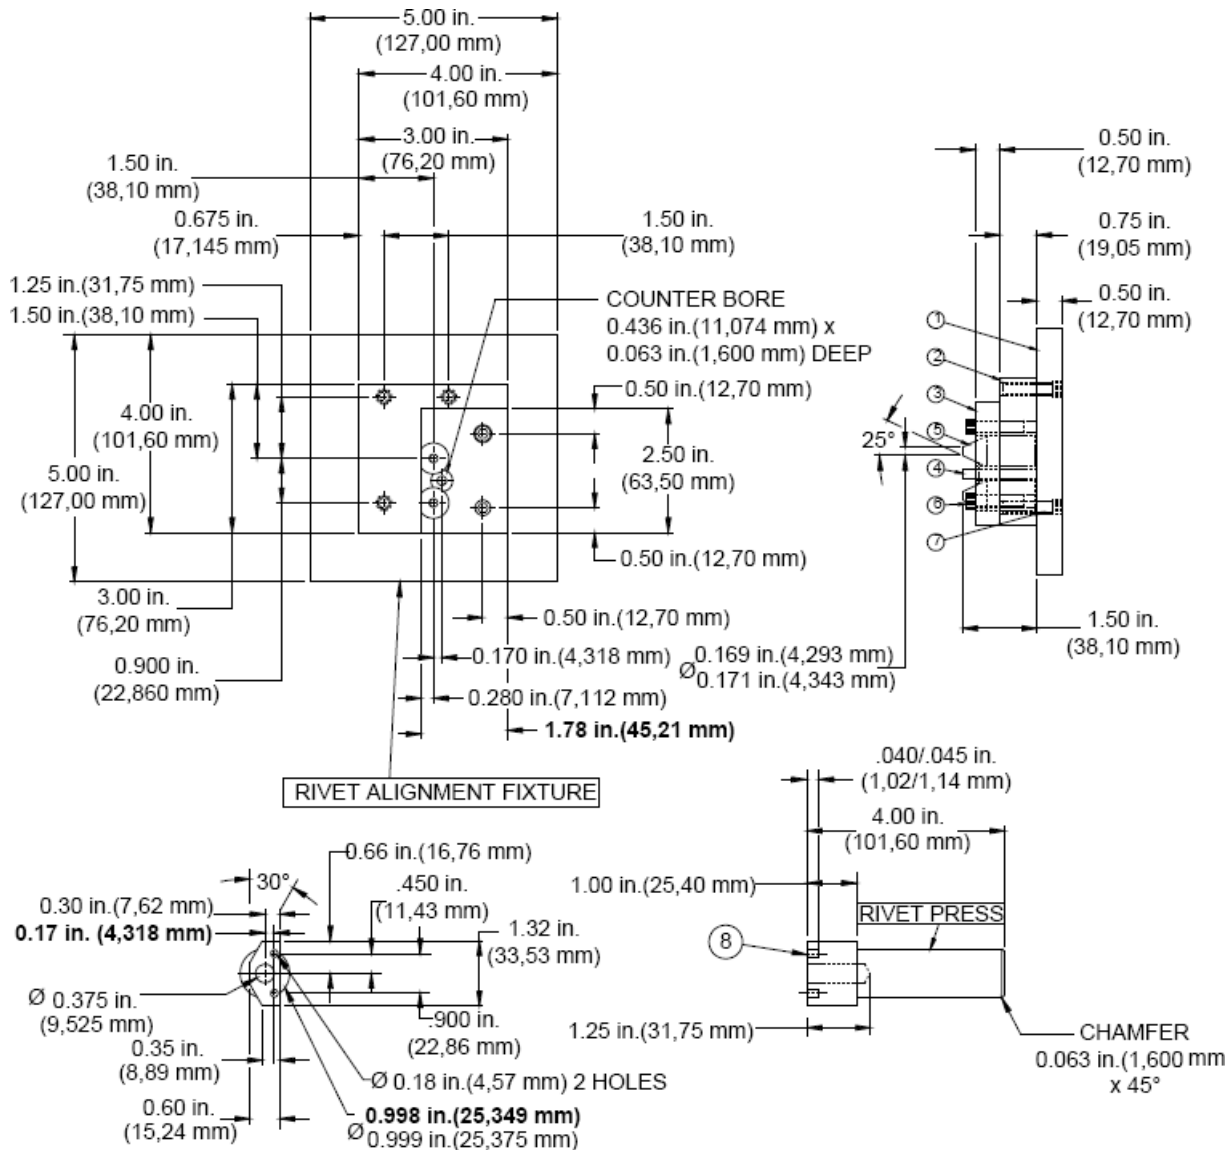 5.00 in.
(127,00 mm)
4.00 in.
(101,60 mm)
3.00 in.
(76,20 mm)
1.50 in.
(38,10 mm)
0.675 in.
(17,145 mm)
1.50 in.
(38,10 mm)
1.25 in.(31,75 mm)
1.50 in.(38,10 mm)
COUNTER BORE
0.436 in.(11,074 mm) x
0.063 in.(1,600 mm) DEEP
0.50 in.(12,70 mm)
4.00 in.
(101,60 mm)
2.50 in.
(63,50 mm)
5.00 in.
(127,00 mm)
0.50 in.(12,70 mm)
3.00 in.
(76,20 mm)
0.50 in.(12,70 mm)
0.900 in.
(22,860 mm)
0.170 in.(4,318 mm)
0.280 in.(7,112 mm)
1.78 in.(45,21 mm)
RIVET ALIGNMENT FIXTURE
0.50 in.
(12,70 mm)
0.75 in.
(19,05 mm)
0.50 in.
(12,70 mm)
1
2
3
5
25°
4
6
7
1.50 in.
(38,10 mm)
Ø 0.169 in.(4,293 mm)
0.171 in.(4,343 mm)
0.66 in.(16,76 mm)
30°
.450 in.
(11,43 mm)
0.30 in.(7,62 mm)
0.17 in. (4,318 mm)
1.32 in.
(33,53 mm)
Ø 0.375 in.
(9,525 mm)
.900 in.
(22,86 mm)
0.35 in.
(8,89 mm)
Ø 0.18 in.(4,57 mm) 2 HOLES
0.60 in.
(15,24 mm)
0.998 in.(25,349 mm)
Ø 0.999 in.(25,375 mm)
.040/.045 in.
(1,02/1,14 mm)
4.00 in.
(101,60 mm)
1.00 in.(25,40 mm)
RIVET PRESS
8
1.25 in.(31,75 mm)
CHAMFER
0.063 in.(1,600 mm
x 45°